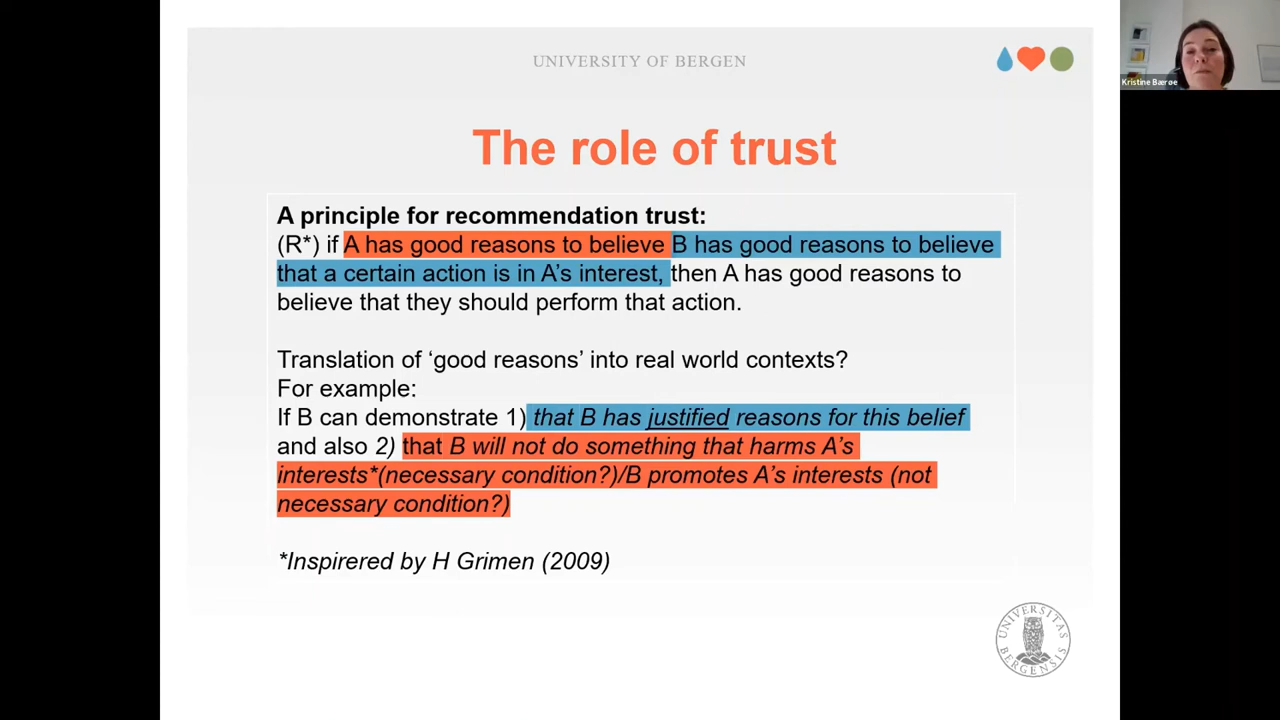 UNIVERSITY OF BERGEN
Kristine Bærøe
The role of trust
A principle for recommendation trust:
(R*) if A has good reasons to believe B has good reasons to believe
that a certain action is in A’s interest, then A has good reasons to
believe that they should perform that action.
Translation of ‘good reasons’ into real world contexts?
For example:
If B can demonstrate 1) that B has justified reasons for this belief
and also 2) that B will not do something that harms A’s
interests*(necessary condition?)/B promotes A’s interests (not
necessary condition?)
*Inspirered by H Grimen (2009)
UNIVERSITAS
BERGENSIS